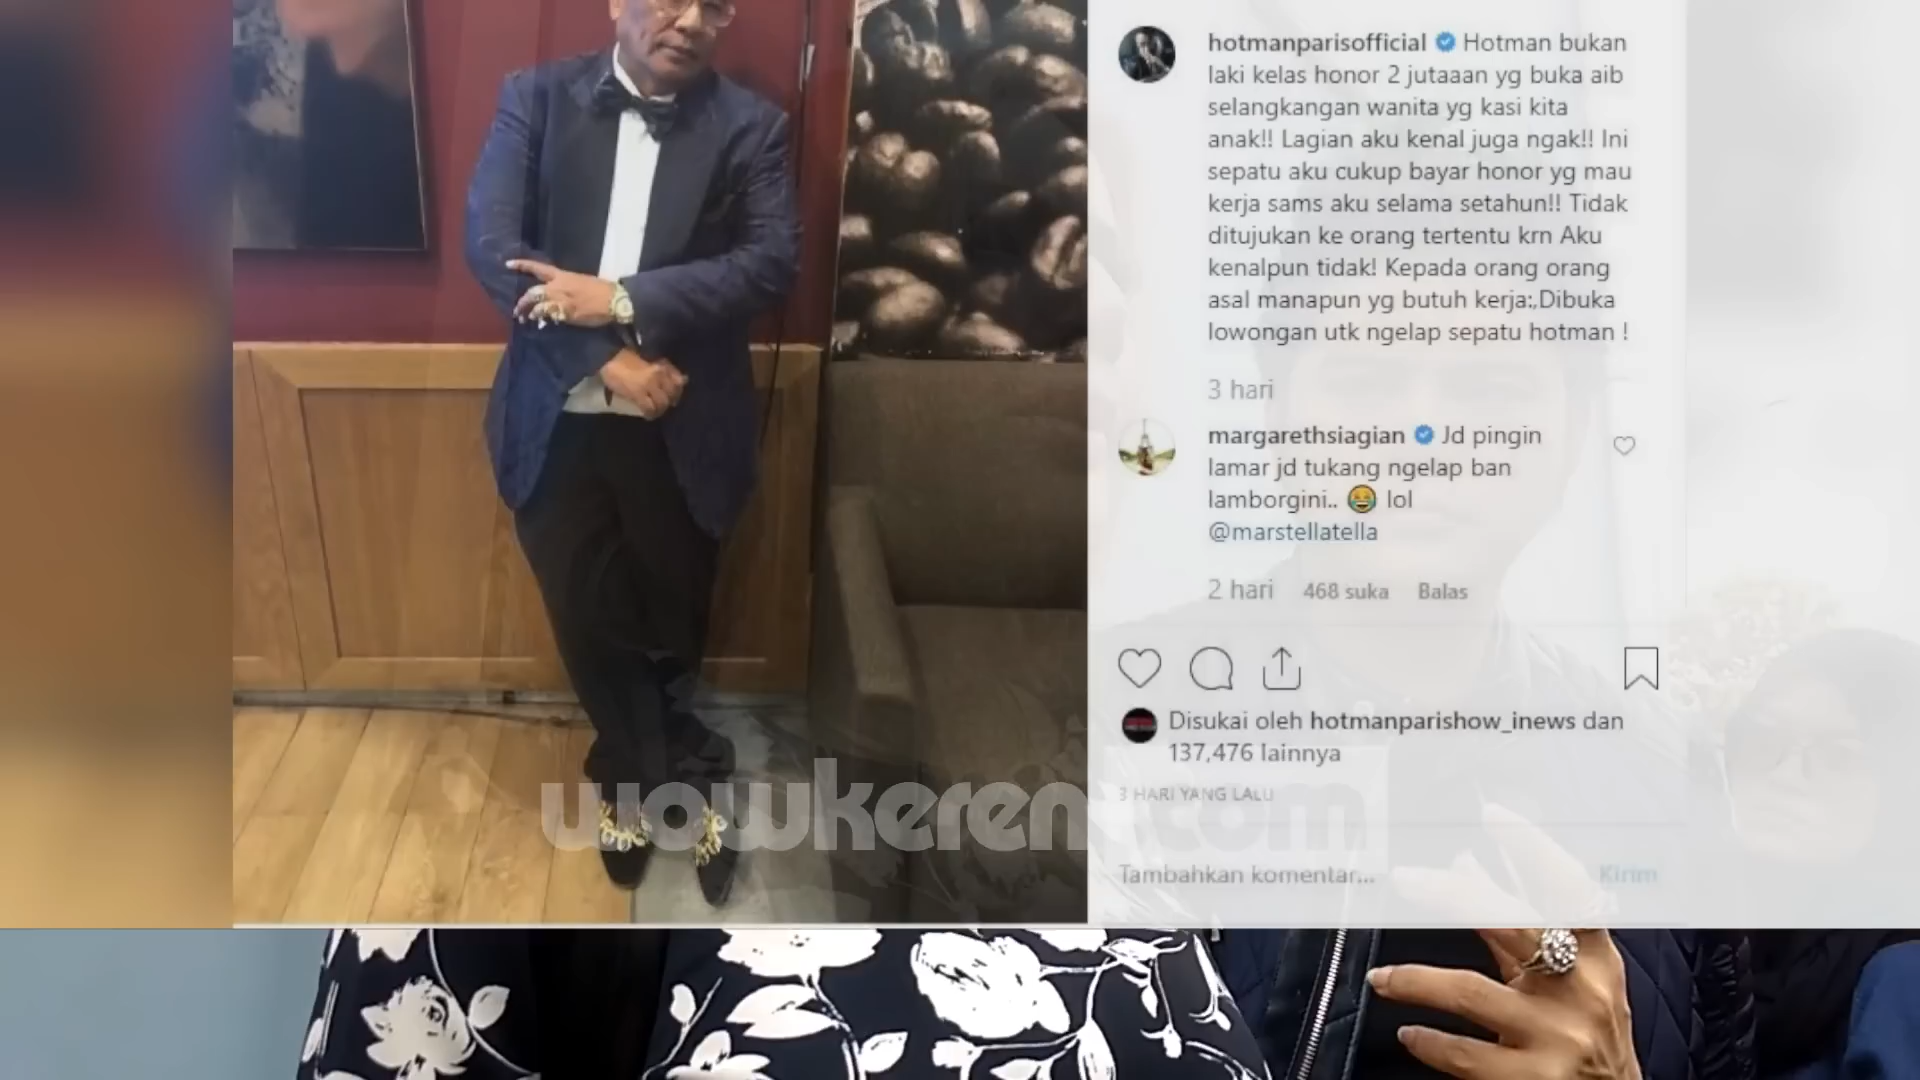 hotmanparisofficial Hotman bukan
laki kelas honor 2 jutaaan yg buka aib
selangkangan wanita yg kasi kita
anak!! Lagian aku kenal juga ngak!! Ini
sepatu aku cukup bayar honor yg mau
kerja sams aku selama setahun!! Tidak
ditujukan ke orang tertentu krn Aku
kenalpun tidak! Kepada orang orang
asal manapun yg butuh kerja:,Dibuka
lowongan utk ngelap sepatu hotman !
3 hari
margarethsiagian Jd pingin
lamar jd tukang ngelap ban
lamborgini.. 😂 lol
@marstellatella
2 hari 468 suka Balas
Disukai oleh hotmanparishow_inews dan
137,476 lainnya
3 HARI YANG LALU
Tambahkan komentar... Kirim
wowkeren.com